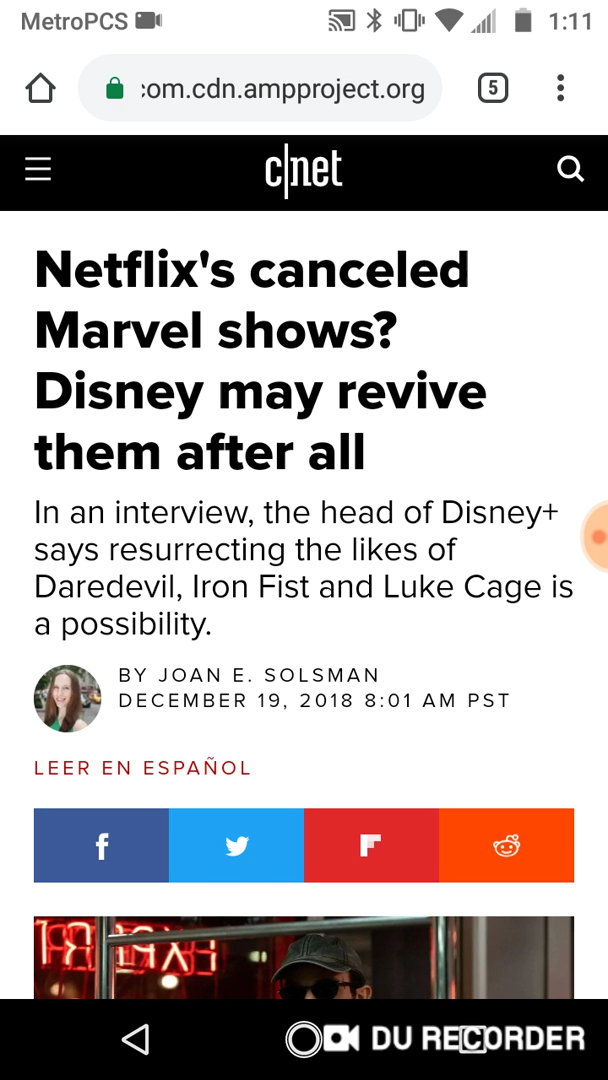 MetroPCS
1:11
:om.cdn.ampproject.org
5
c|net
Netflix's canceled
Marvel shows?
Disney may revive
them after all
In an interview, the head of Disney+
says resurrecting the likes of
Daredevil, Iron Fist and Luke Cage is
a possibility.
BY JOAN E. SOLSMAN
DECEMBER 19, 2018 8:01 AM PST
LEER EN ESPAÑOL
DU RECORDER